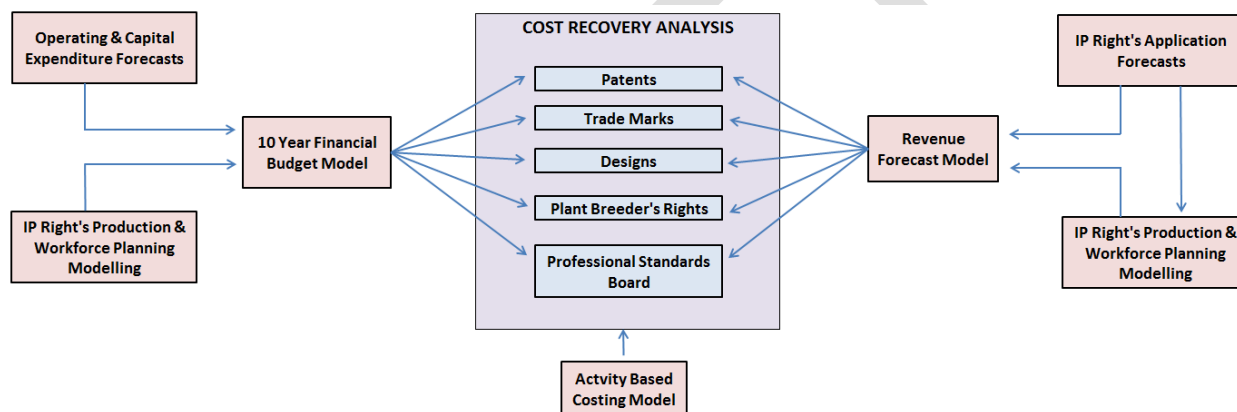 COST RECOVERY ANALYSIS
Operating & Capital
Expenditure Forecasts
IP Right's Production &
Workforce Planning
Modelling
10 Year Financial
Budget Model
Patents
Trade Marks
Designs
Plant Breeder's Rights
Professional Standards
Board
Actvity Based
Costing Model
Revenue
Forecast Model
IP Right's Application
Forecasts
IP Right's Production &
Workforce Planning
Modelling